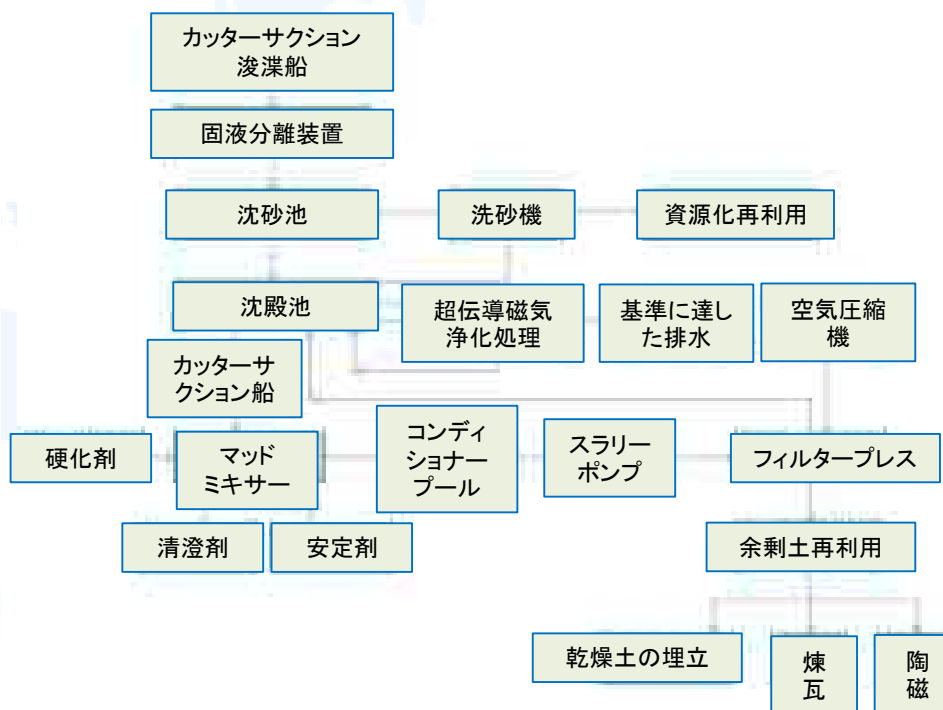 カッターサクション
浚渫船
固液分離装置
沈砂池
洗砂機
資源化再利用
沈殿池
超伝導磁気
浄化処理
基準に達し
た排水
空気圧縮
機
カッターサ
クション船
硬化剤
マッド
ミキサー
コンディ
ショナー
プール
スラリー
ポンプ
フィルタープレス
清澄剤
安定剤
余剰土再利用
乾燥土の埋立
煉
瓦
陶
磁